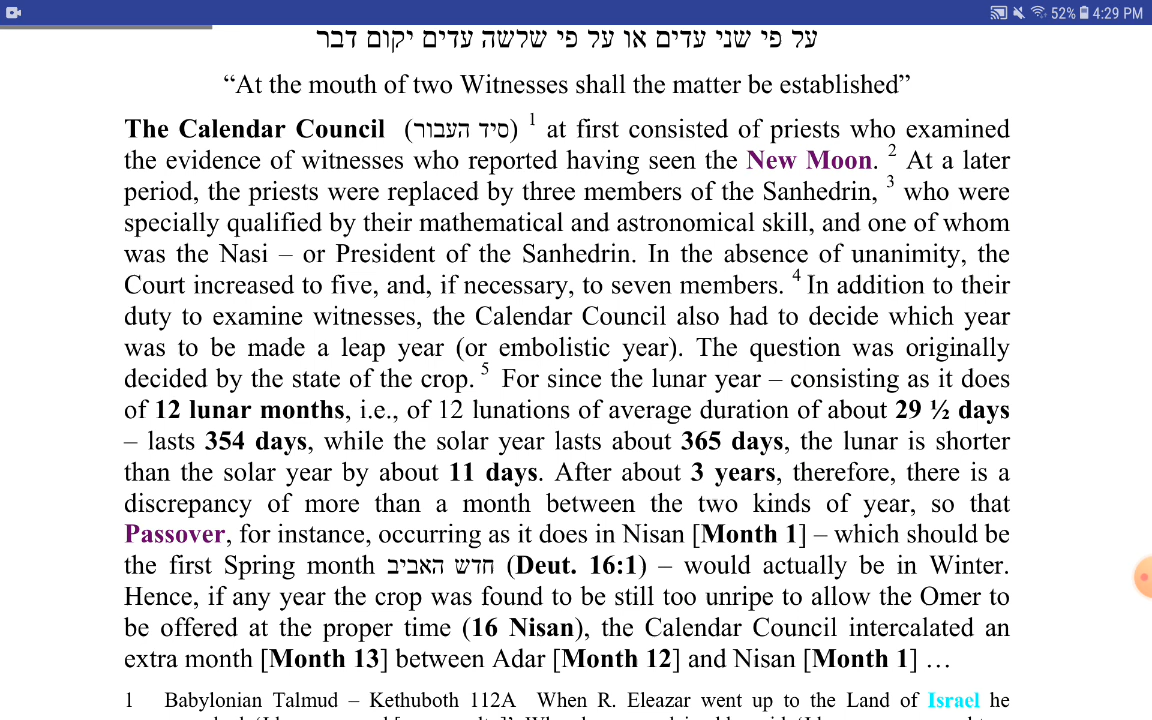 52% 4:29 PM
על פי שני עדים או על פי שלשה עדים יקום דבר
“At the mouth of two Witnesses shall the matter be established”
The Calendar Council (סיד העבור) 1 at first consisted of priests who examined
the evidence of witnesses who reported having seen the New Moon. 2 At a later
period, the priests were replaced by three members of the Sanhedrin, 3 who were
specially qualified by their mathematical and astronomical skill, and one of whom
was the Nasi – or President of the Sanhedrin. In the absence of unanimity, the
Court increased to five, and, if necessary, to seven members. 4 In addition to their
duty to examine witnesses, the Calendar Council also had to decide which year
was to be made a leap year (or embolistic year). The question was originally
decided by the state of the crop. 5 For since the lunar year – consisting as it does
of 12 lunar months, i.e., of 12 lunations of average duration of about 29 ½ days
– lasts 354 days, while the solar year lasts about 365 days, the lunar is shorter
than the solar year by about 11 days. After about 3 years, therefore, there is a
discrepancy of more than a month between the two kinds of year, so that
Passover, for instance, occurring as it does in Nisan [Month 1] – which should be
the first Spring month חדש האביב (Deut. 16:1) – would actually be in Winter.
Hence, if any year the crop was found to be still too unripe to allow the Omer to
be offered at the proper time (16 Nisan), the Calendar Council intercalated an
extra month [Month 13] between Adar [Month 12] and Nisan [Month 1] …
1 Babylonian Talmud – Kethuboth 112A When R. Eleazar went up to the Land of Israel he